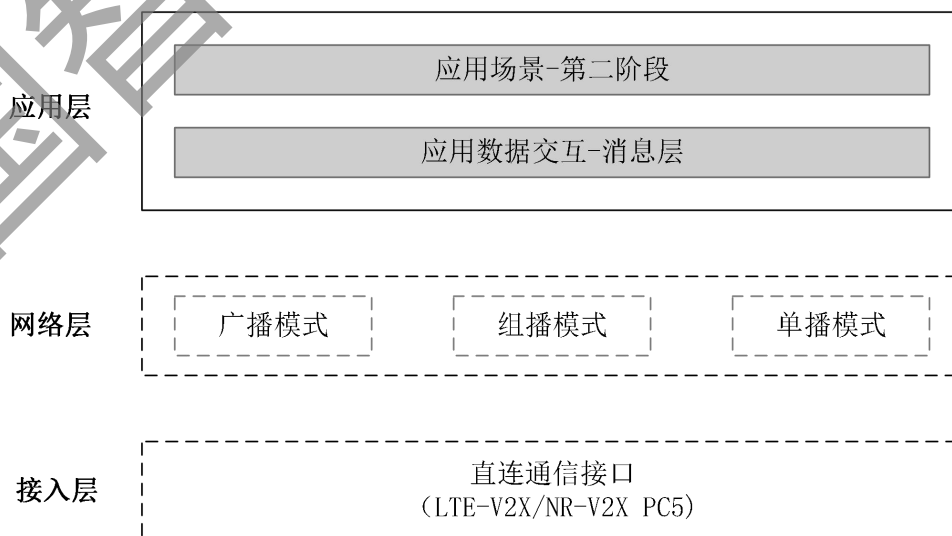 应用场景-第二阶段
应用层
应用数据交互-消息层
网络层
广播模式
组播模式
单播模式
直连通信接口
接入层
(LTE-V2X/NR-V2X PC5)
国智